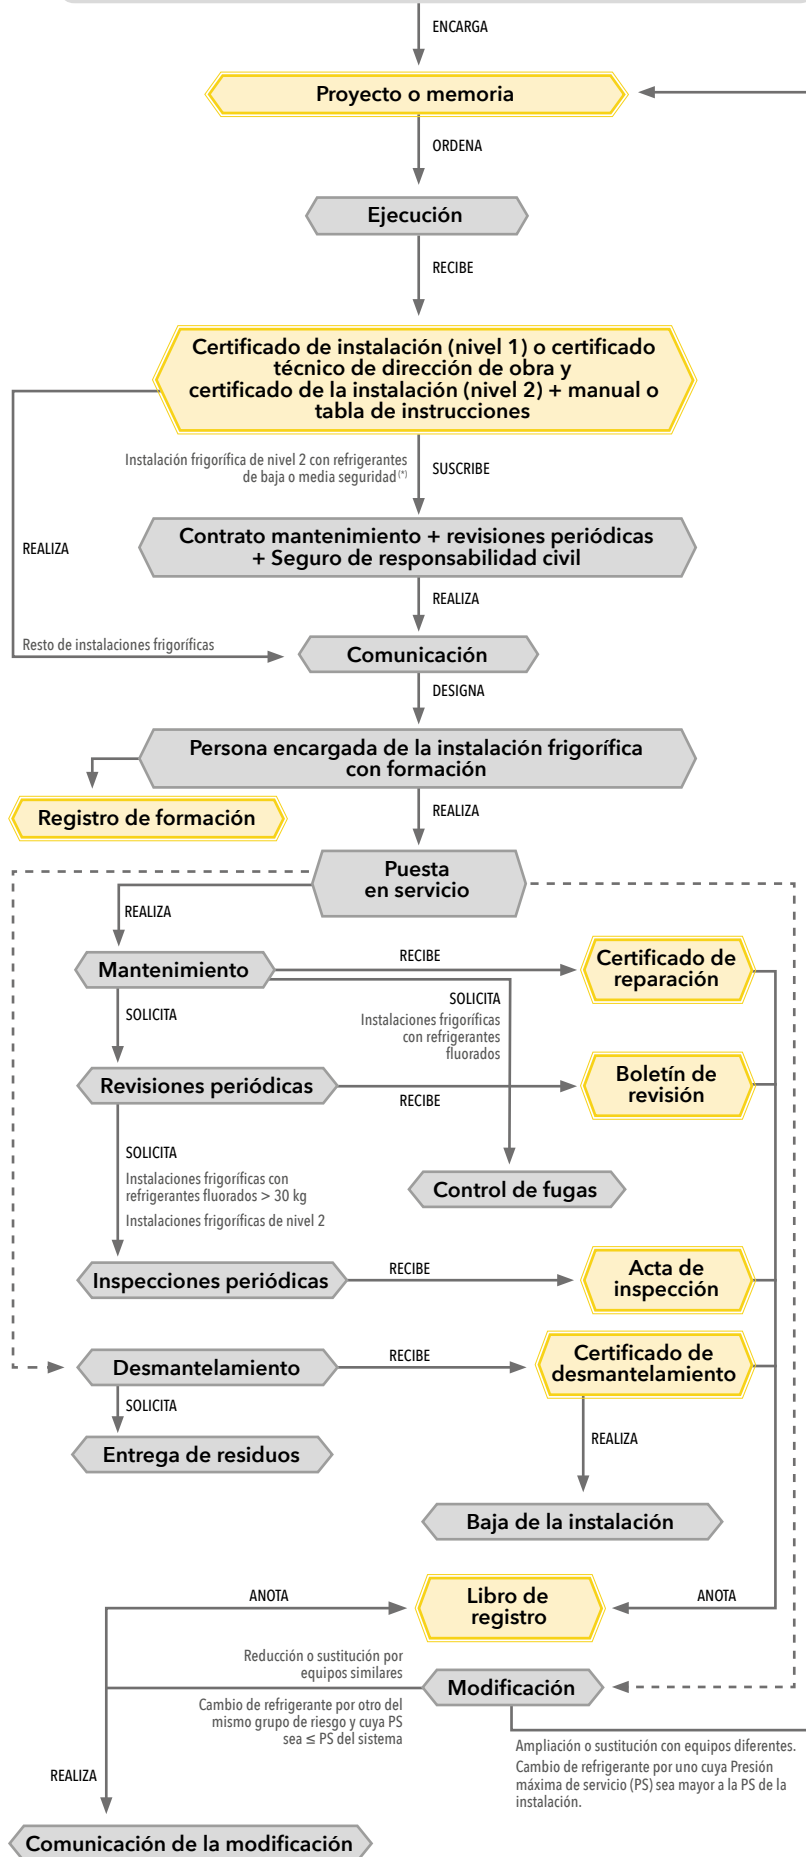 ENCARGA
Proyecto o memoria
ORDENA
Ejecución
RECIBE
Certificado de instalación (nivel 1) o certificado
técnico de dirección de obra y
certificado de la instalación (nivel 2) + manual o
tabla de instrucciones
Instalación frigorífica de nivel 2 con refrigerantes
de baja o media seguridad (*)
SUSCRIBE
Contrato mantenimiento + revisiones periódicas
+ Seguro de responsabilidad civil
REALIZA
REALIZA
Resto de instalaciones frigoríficas
Comunicación
DESIGNA
Persona encargada de la instalación frigorífica
con formación
Registro de formación
REALIZA
Puesta
en servicio
REALIZA
Mantenimiento
RECIBE
Certificado de
reparación
SOLICITA
SOLICITA
Instalaciones frigoríficas
con refrigerantes
fluorados
Revisiones periódicas
RECIBE
Boletín de
revisión
SOLICITA
Instalaciones frigoríficas con
refrigerantes fluorados > 30 kg
Instalaciones frigoríficas de nivel 2
Control de fugas
Inspecciones periódicas
RECIBE
Acta de
inspección
Desmantelamiento
RECIBE
Certificado de
desmantelamiento
SOLICITA
Entrega de residuos
REALIZA
Baja de la instalación
ANOTA
Libro de
registro
ANOTA
Reducción o sustitución por
equipos similares
Modificación
Cambio de refrigerante por otro del
mismo grupo de riesgo y cuya PS
sea ≤ PS del sistema
Ampliación o sustitución con equipos diferentes.
Cambio de refrigerante por uno cuya Presión
máxima de servicio (PS) sea mayor a la PS de la
instalación.
REALIZA
Comunicación de la modificación